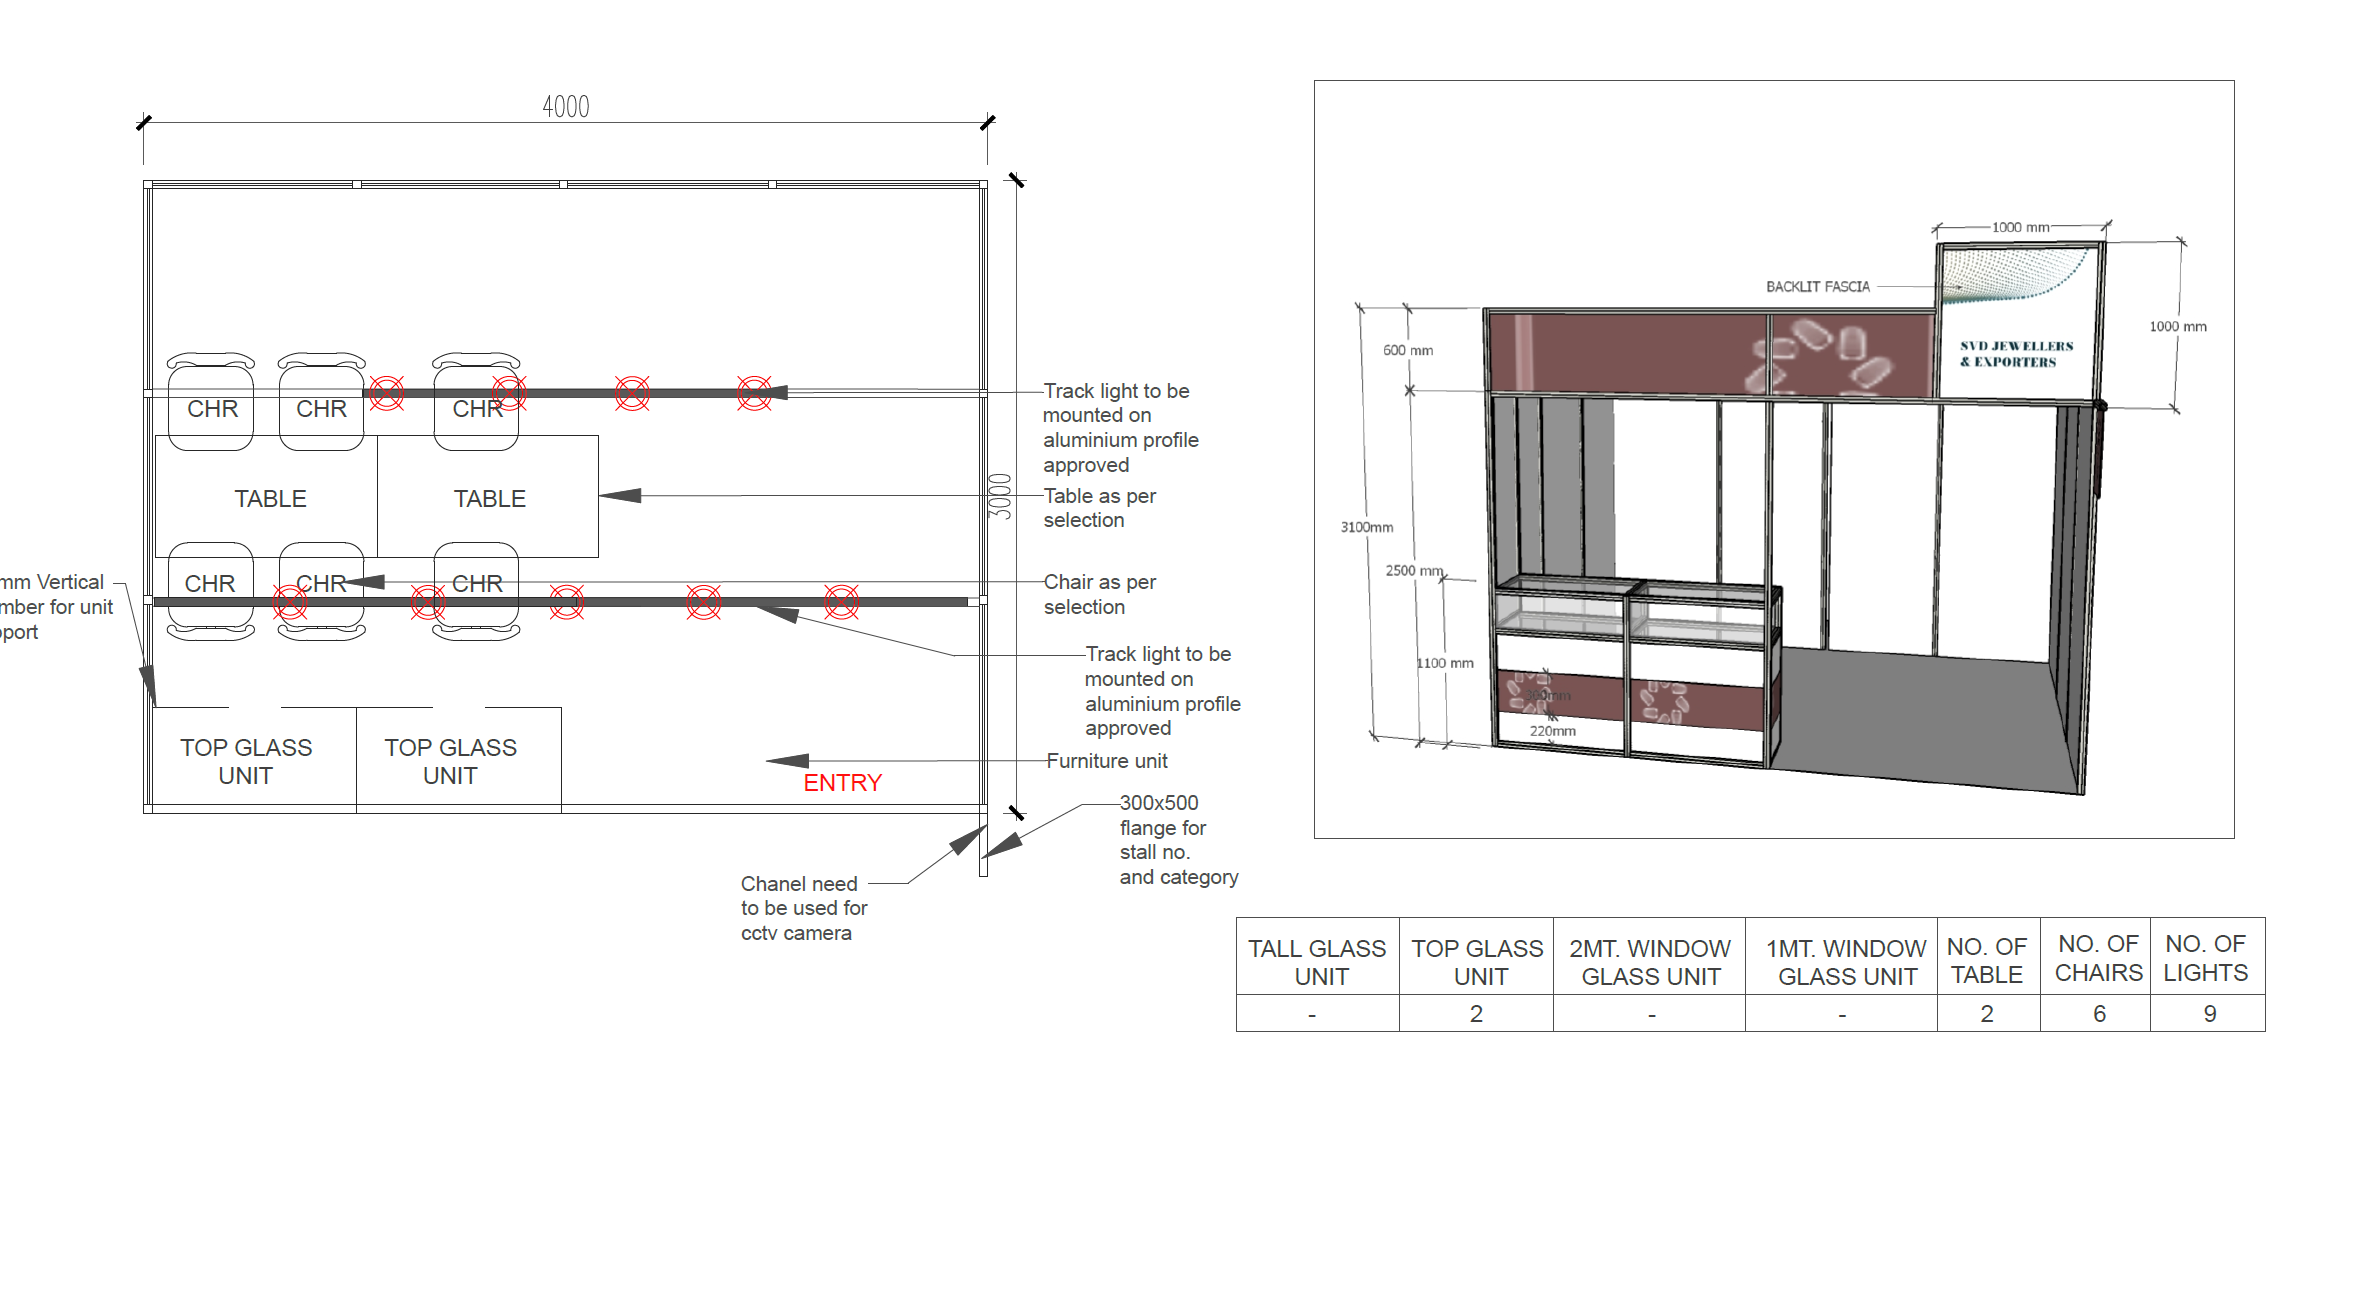 4000
3000
CHR
CHR
CHR
TABLE
TABLE
CHR
CHR
CHR
TOP GLASS
UNIT
TOP GLASS
UNIT
ENTRY
mm Vertical
mber for unit
pport
Track light to be
mounted on
aluminium profile
approved
Table as per
selection
Chair as per
selection
Track light to be
mounted on
aluminium profile
approved
Furniture unit
300x500
flange for
stall no.
and category
Chanel need
to be used for
cctv camera
1000 mm
BACKLIT FASCIA
1000 mm
SVD JEWELLERS
& EXPORTERS
600 mm
3100mm
2500 mm
1100 mm
300mm
220mm
TALL GLASS
UNIT
TOP GLASS
UNIT
2MT. WINDOW
GLASS UNIT
1MT. WINDOW
GLASS UNIT
NO. OF
TABLE
NO. OF
CHAIRS
NO. OF
LIGHTS
- 2 - - 2 6 9